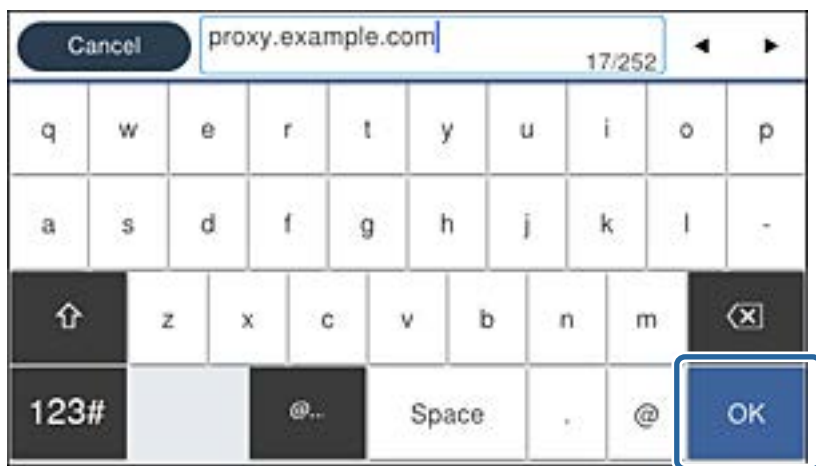 Cancel proxy.example.com
17/252
q w e r t y u i o p
a s d f g h j k l -
z x c v b n m
123# @... Space . @ OK